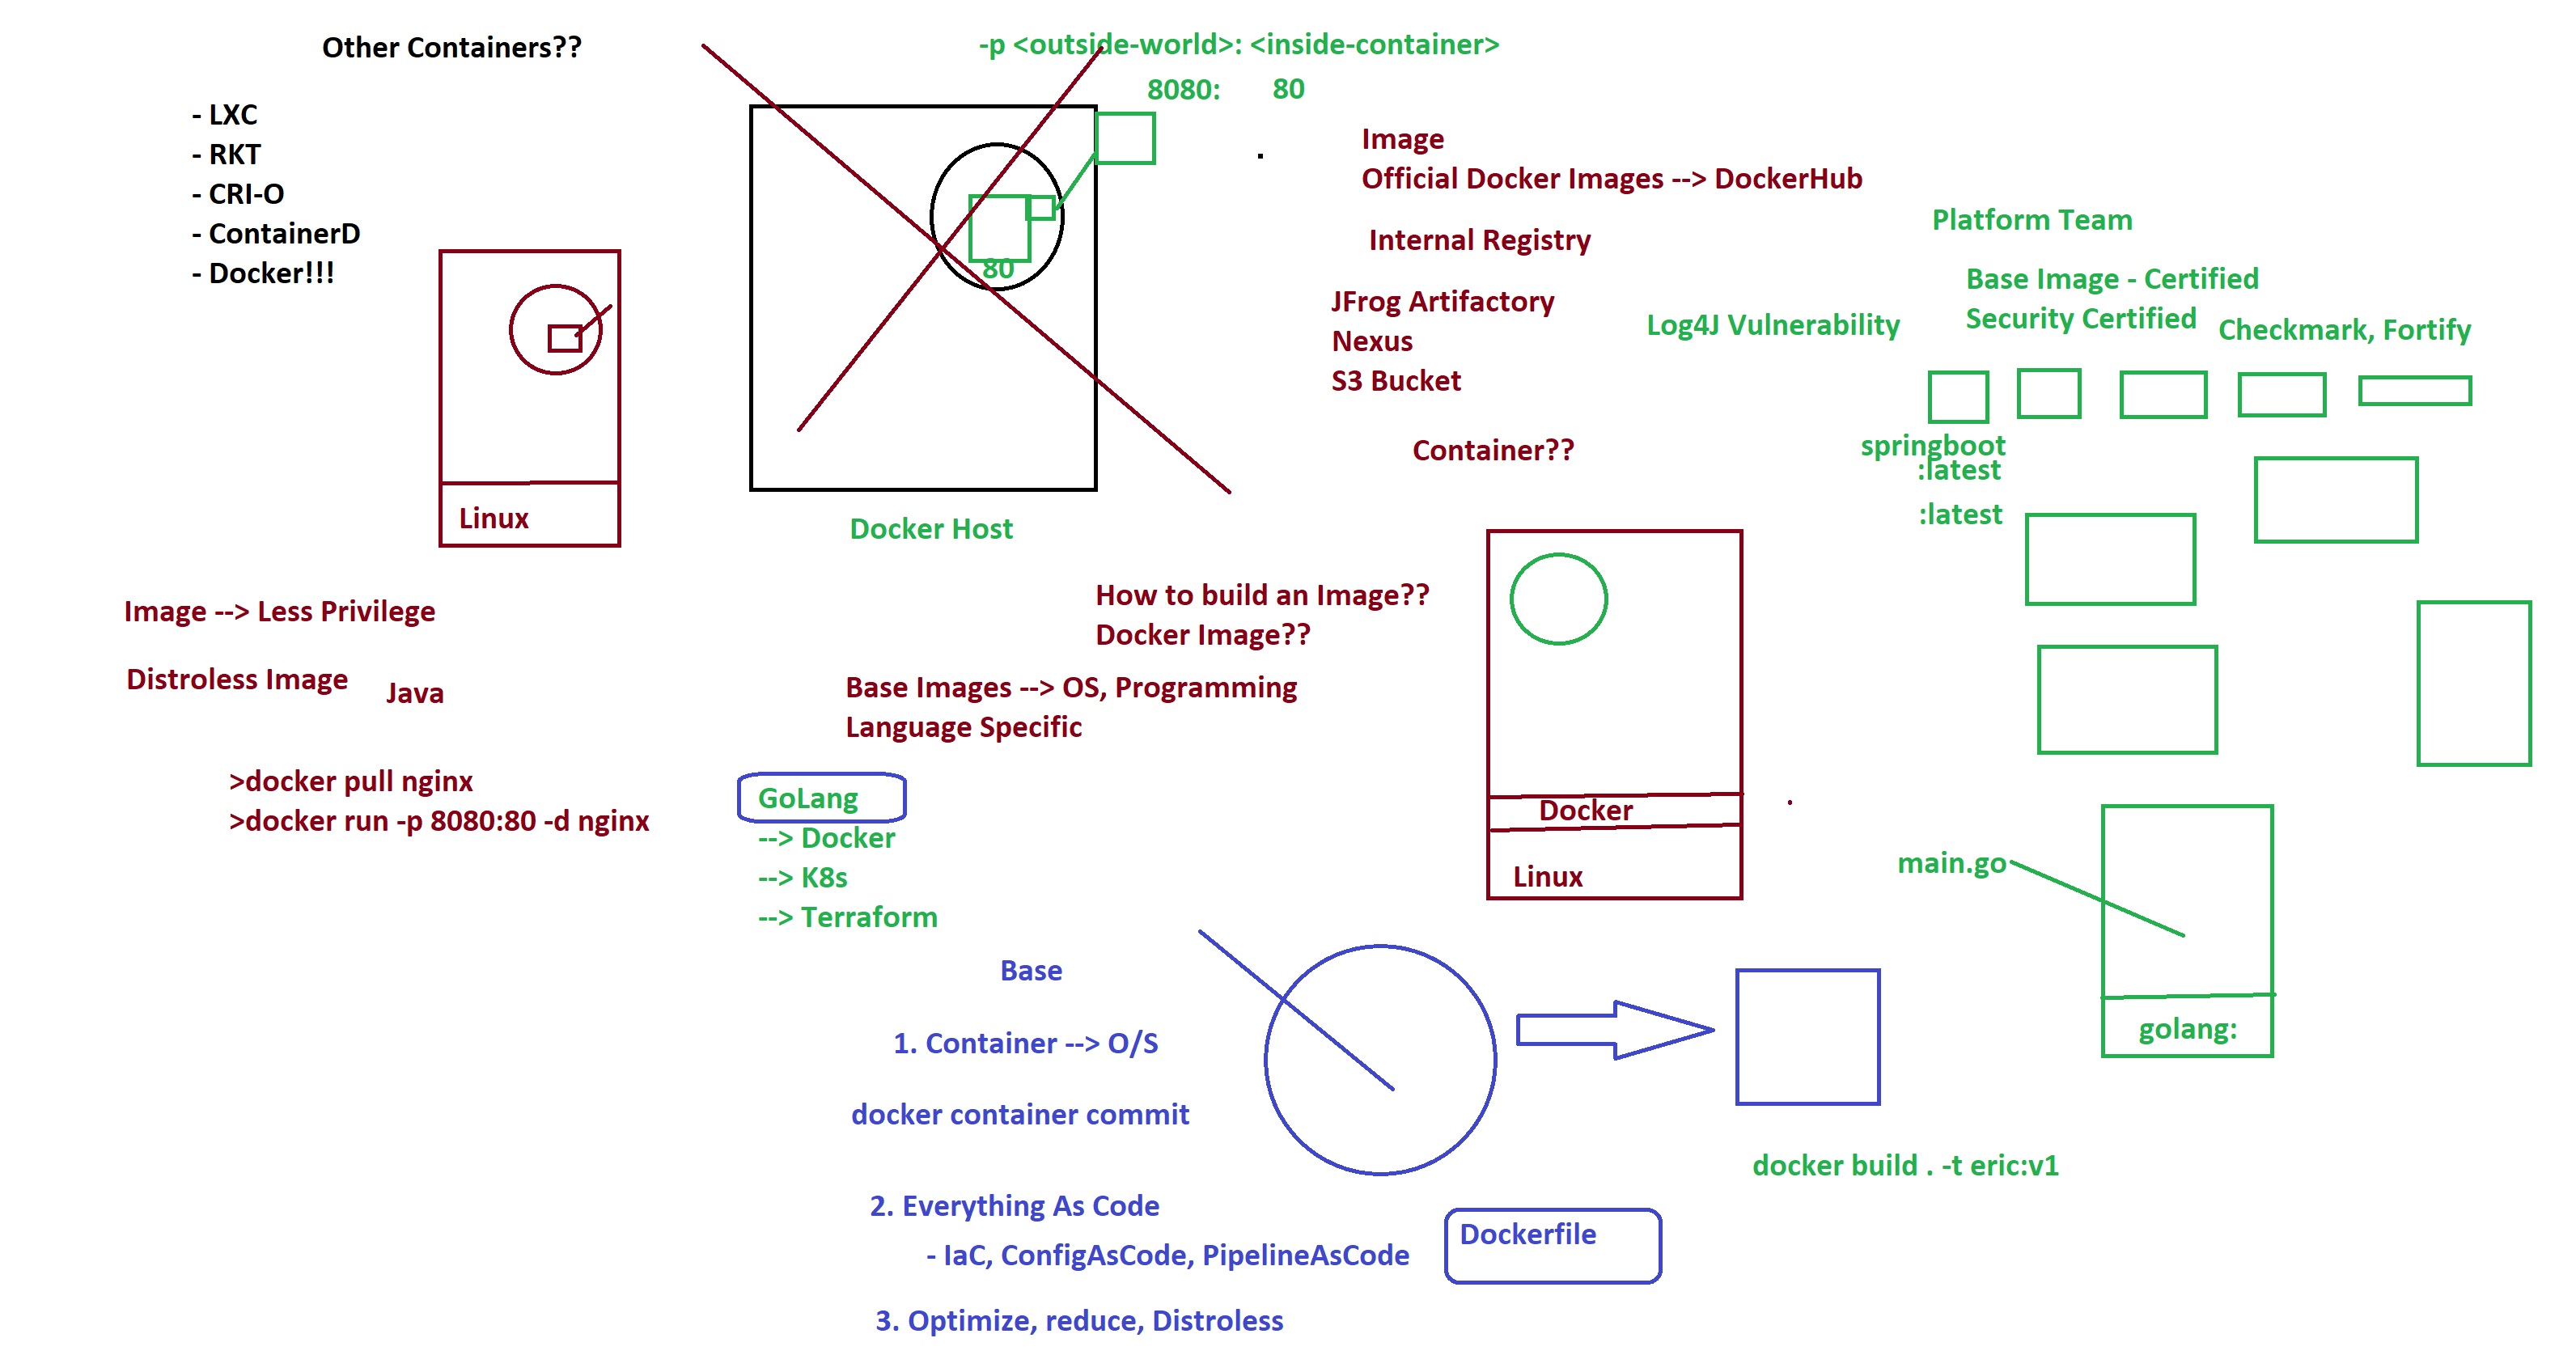 Other Containers??
- LXC
- RKT
- CRI-O
- ContainerD
- Docker!!!
Linux
-p <outside-world>: <inside-container>
8080: 80
80
Docker Host
Image
Official Docker Images --> DockerHub
Internal Registry
JFrog Artifactory
Nexus
S3 Bucket
Container??
Log4J Vulnerability
Platform Team
Base Image - Certified
Security Certified
Checkmark, Fortify
springboot
:latest
:latest
Image --> Less Privilege
Distroless Image
Java
>docker pull nginx
>docker run -p 8080:80 -d nginx
How to build an Image??
Docker Image??
Base Images --> OS, Programming
Language Specific
GoLang
--> Docker
--> K8s
--> Terraform
Docker
Linux
main.go
golang:
Base
1. Container --> O/S
docker container commit
2. Everything As Code
- IaC, ConfigAsCode, PipelineAsCode
Dockerfile
3. Optimize, reduce, Distroless
docker build . -t eric:v1